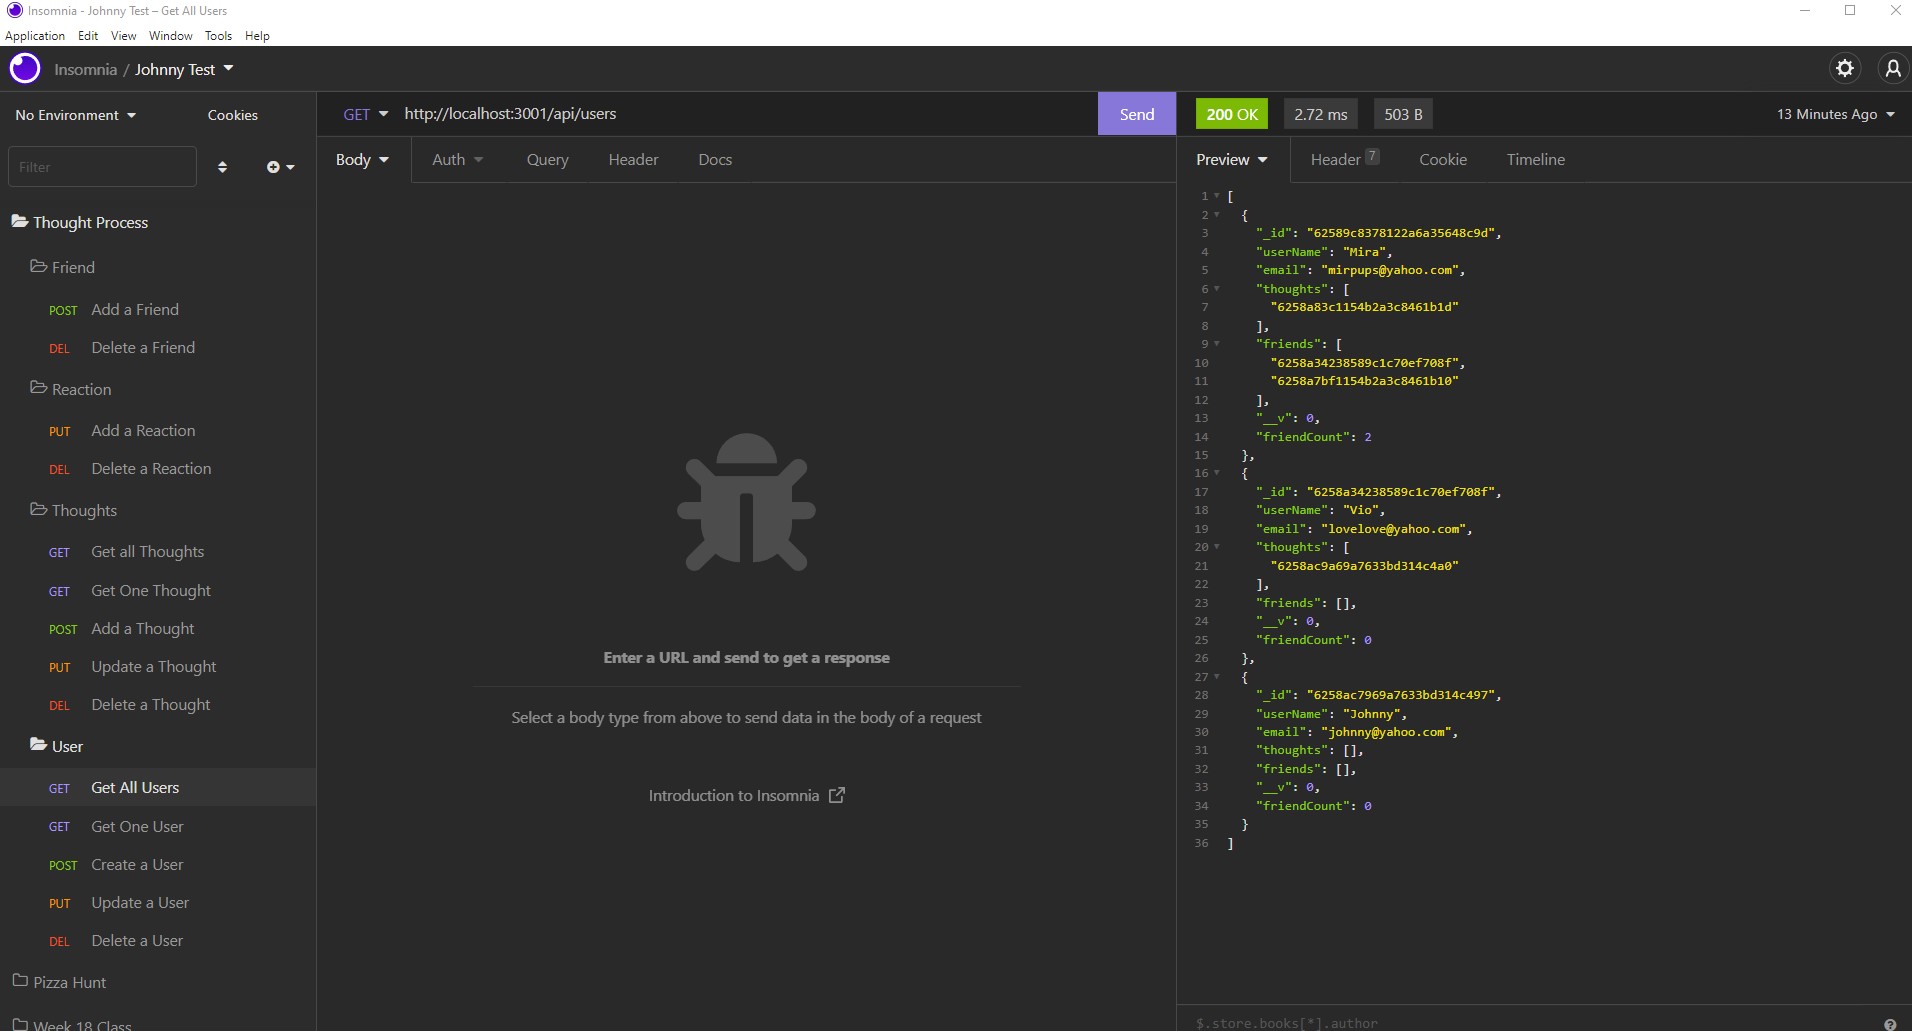 Insomnia - Johnny Test – Get All Users
Application Edit View Window Tools Help
Insomnia / Johnny Test
No Environment
Cookies
Filter
Thought Process
Friend
POST Add a Friend
DEL Delete a Friend
Reaction
PUT Add a Reaction
DEL Delete a Reaction
Thoughts
GET Get all Thoughts
GET Get One Thought
POST Add a Thought
PUT Update a Thought
DEL Delete a Thought
User
GET Get All Users
GET Get One User
POST Create a User
PUT Update a User
DEL Delete a User
Pizza Hunt
Week 18 Class
GET http://localhost:3001/api/users Send
Body Auth Query Header Docs
Enter a URL and send to get a response
Select a body type from above to send data in the body of a request
Introduction to Insomnia
200 OK 2.72 ms 503 B 13 Minutes Ago
Preview Header 7 Cookie Timeline
1 [
2 {
3 "_id": "62589c8378122a6a35648c9d",
4 "userName": "Mira",
5 "email": "mirpups@yahoo.com",
6 "thoughts": [
7 "6258a83c1154b2a3c8461b1d"
8 ],
9 "friends": [
10 "6258a34238589c1c70ef708f",
11 "6258a7bf1154b2a3c8461b10"
12 ],
13 "__v": 0,
14 "friendCount": 2
15 },
16 {
17 "_id": "6258a34238589c1c70ef708f",
18 "userName": "Vio",
19 "email": "lovelove@yahoo.com",
20 "thoughts": [
21 "6258ac9a69a7633bd314c4a0"
22 ],
23 "friends": [],
24 "__v": 0,
25 "friendCount": 0
26 },
27 {
28 "_id": "6258ac7969a7633bd314c497",
29 "userName": "Johnny",
30 "email": "johnny@yahoo.com",
31 "thoughts": [],
32 "friends": [],
33 "__v": 0,
34 "friendCount": 0
35 }
36 ]
$.store.books[*].author